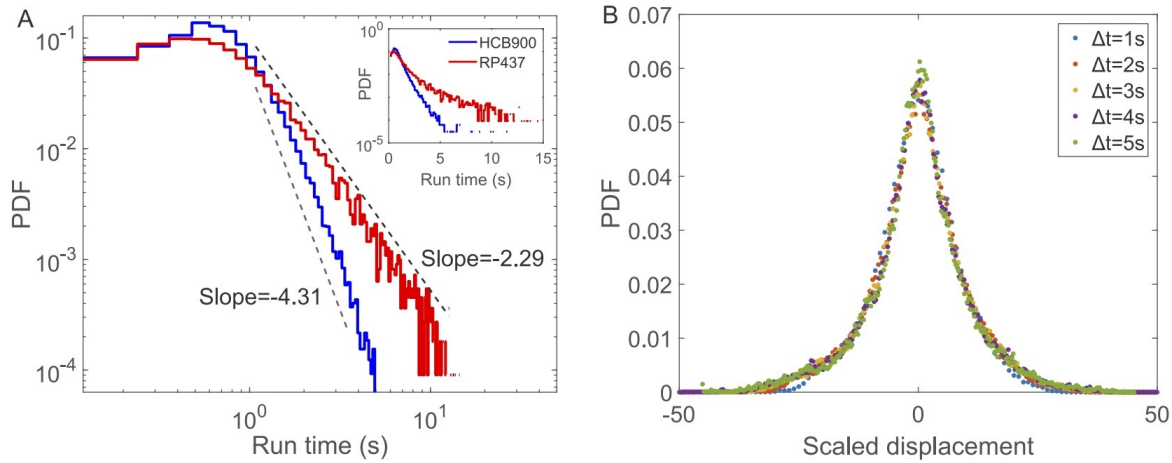 A
PDF
10⁻¹
10⁻²
10⁻³
10⁻⁴
10⁰
10¹
Run time (s)
Slope=-4.31
Slope=-2.29
PDF
10⁰
10⁻⁵
0
5
10
15
Run time (s)
HCB900
RP437
B
PDF
0.07
0.06
0.05
0.04
0.03
0.02
0.01
0
-50
0
50
Scaled displacement
Δt=1s
Δt=2s
Δt=3s
Δt=4s
Δt=5s